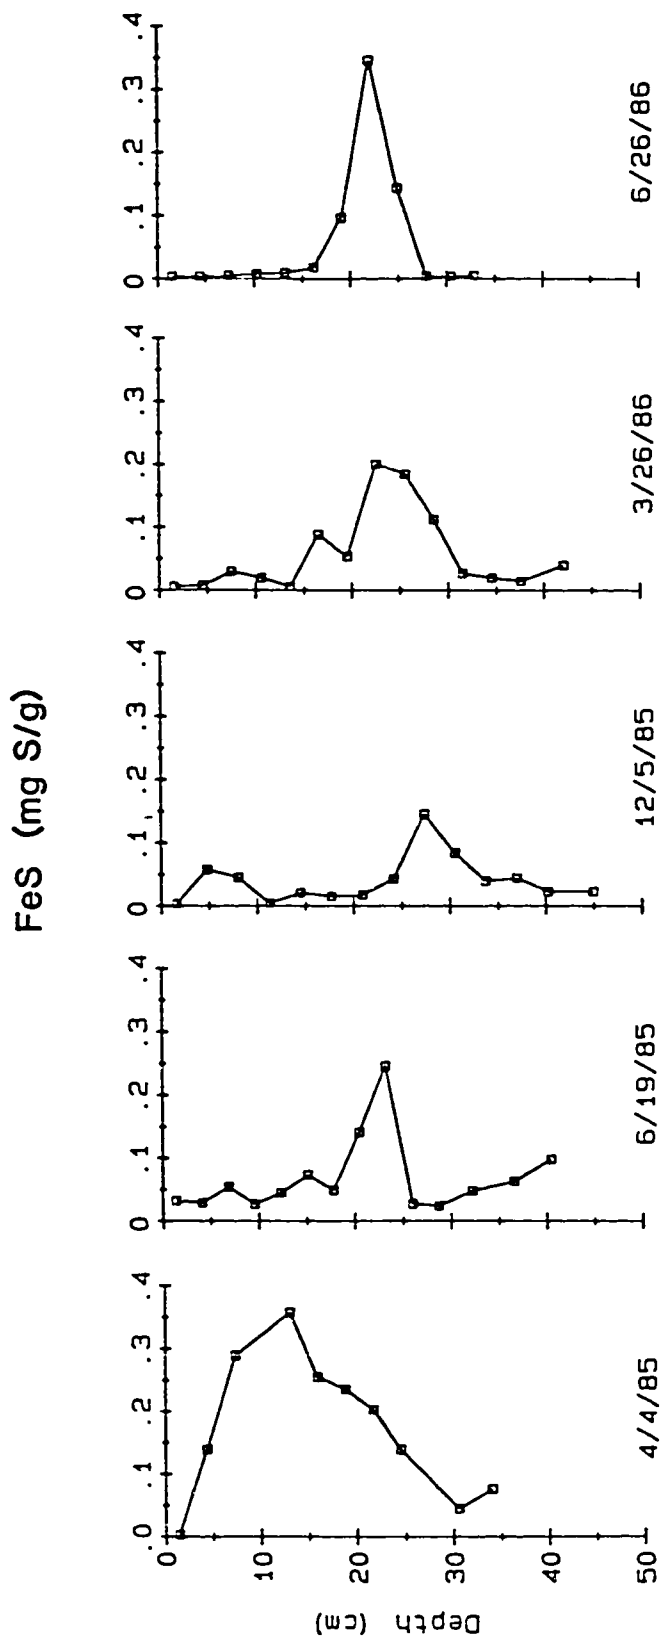 FeS (mg S/g)
.0 .1 .2 .3 .4
0 .1 .2 .3 .4
0 .1 .2 .3 .4
0 .1 .2 .3 .4
0 .1 .2 .3 .4
0
10
20
30
40
50
Depth (cm)
4/4/85
6/19/85
12/5/85
3/26/86
6/26/86